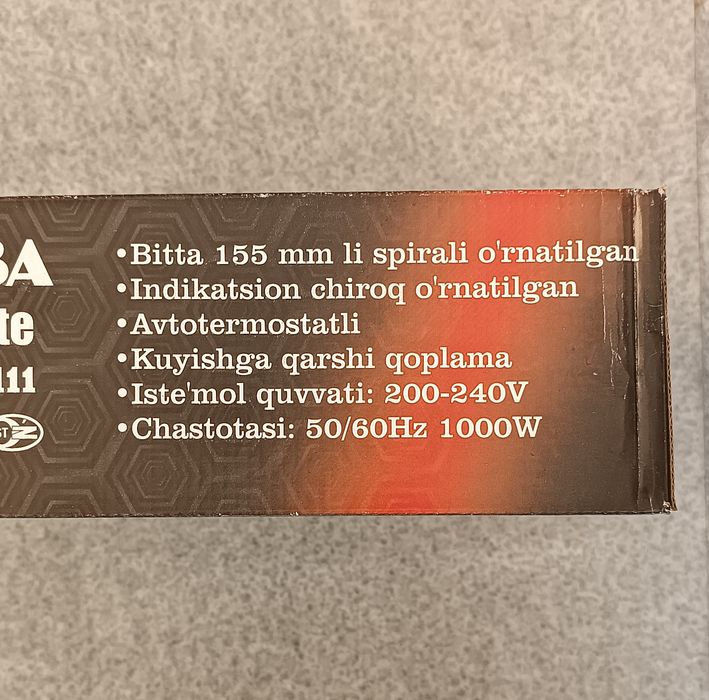 BA
te
111
ST
•Bitta 155 mm li spirali o'rnatilgan
•Indikatsion chiroq o'rnatilgan
•Avtotermostatli
•Kuyishga qarshi qoplama
•Iste'mol quvvati: 200-240V
•Chastotasi: 50/60Hz 1000W